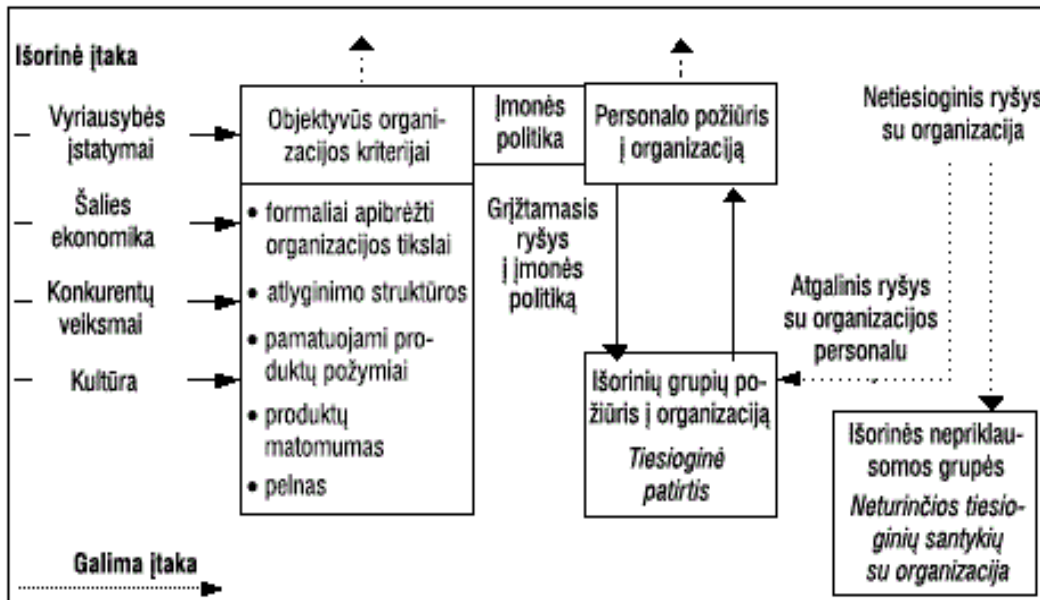 Išorinė įtaka
Vyriausybės
įstatymai
Šalies
ekonomika
Konkurentų
veiksmai
Kultūra
Objektyvūs organi-
zacijos kriterijai
• formaliai apibrėžti
organizacijos tikslai
• atlyginimo struktūros
• pamatuojami pro-
duktų požymiai
• produktų
matomumas
• pelnas
Įmonės
politika
Grįžtamasis
ryšys
į įmonės
politiką
Personalo požiūris
į organizaciją
Išorinių grupių po-
žiūris į organizaciją
Tiesioginė
patirtis
Netiesioginis ryšys
su organizacija
Atgalinis ryšys
su organizacijos
personalu
Išorinės nepriklau-
somos grupės
Neturinčios tiesio-
ginių santykių
su organizacija
Galima įtaka